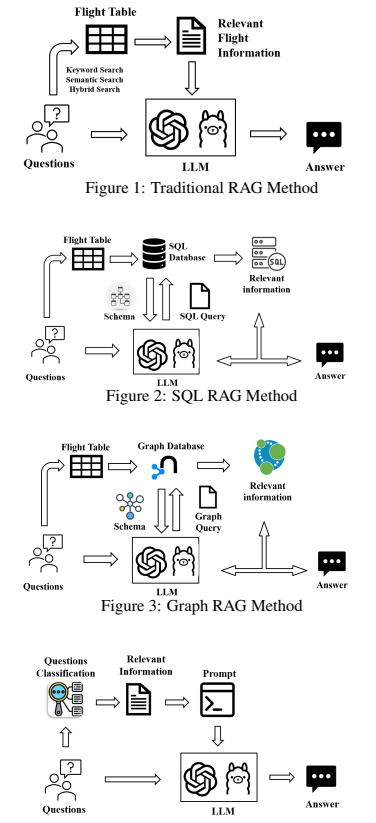 Flight Table
Relevant
Flight
Information
Keyword Search
Semantic Search
Hybrid Search
?
Questions
LLM
Answer
Figure 1: Traditional RAG Method
Flight Table
SQL
Database
SQL
Relevant
information
Schema
SQL Query
?
Questions
LLM
Answer
Figure 2: SQL RAG Method
Flight Table
Graph Database
Relevant
information
Schema
Graph
Query
?
Questions
LLM
Answer
Figure 3: Graph RAG Method
Questions
Classification
Relevant
Information
Prompt
?
Questions
LLM
Answer